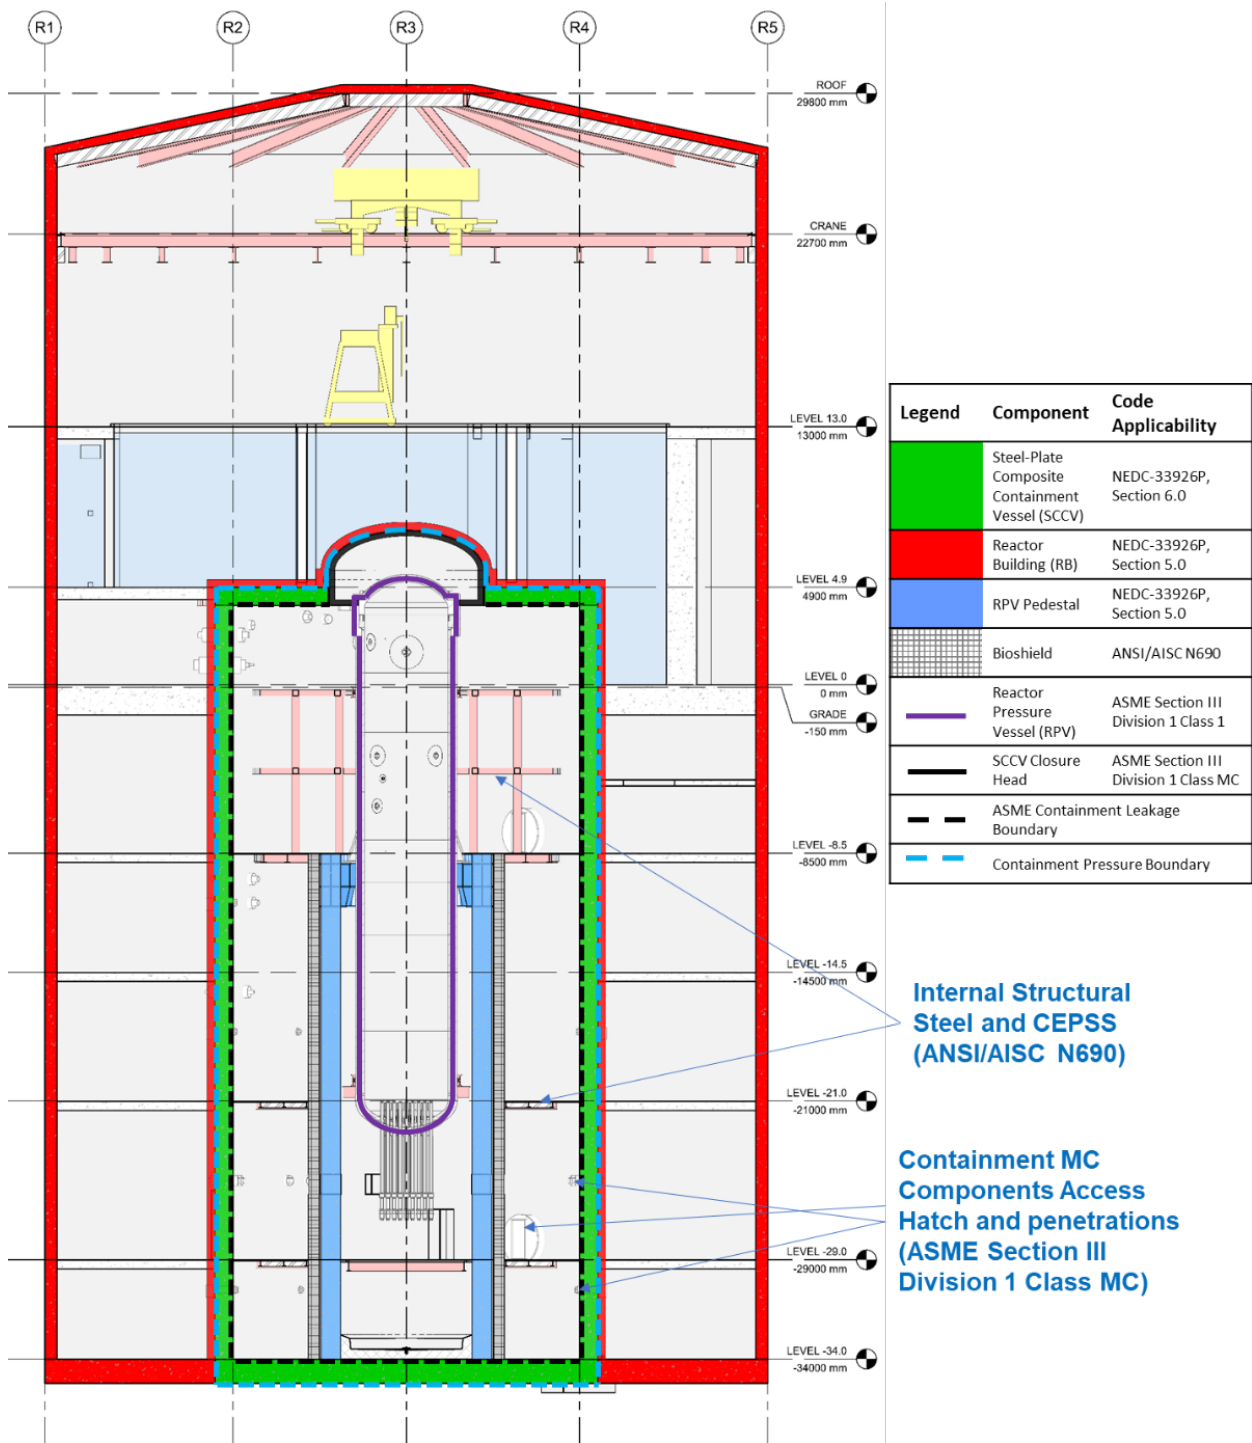 R1
R2
R3
R4
R5
ROOF
29800 mm
CRANE
22700 mm
LEVEL 13.0
13000 mm
LEVEL 4.9
4900 mm
LEVEL 0
0 mm
GRADE
-150 mm
LEVEL -8.5
-8500 mm
LEVEL -14.5
-14500 mm
LEVEL -21.0
-21000 mm
LEVEL -29.0
-29000 mm
LEVEL -34.0
-34000 mm
Legend
Component
Code
Applicability
Steel-Plate
Composite
Containment
Vessel (SCCV)
NEDC-33926P,
Section 6.0
Reactor
Building (RB)
NEDC-33926P,
Section 5.0
RPV Pedestal
NEDC-33926P,
Section 5.0
Bioshield
ANSI/AISC N690
Reactor
Pressure
Vessel (RPV)
ASME Section III
Division 1 Class 1
SCCV Closure
Head
ASME Section III
Division 1 Class MC
ASME Containment Leakage
Boundary
Containment Pressure Boundary
Internal Structural
Steel and CEPSS
(ANSI/AISC N690)
Containment MC
Components Access
Hatch and penetrations
(ASME Section III
Division 1 Class MC)